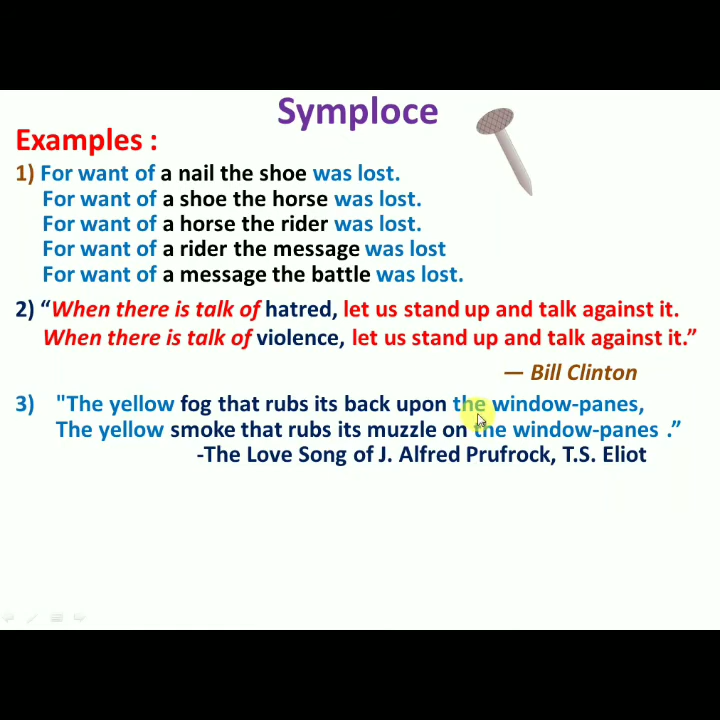 Symploce
Examples :
1) For want of a nail the shoe was lost.
For want of a shoe the horse was lost.
For want of a horse the rider was lost.
For want of a rider the message was lost
For want of a message the battle was lost.
2) “When there is talk of hatred, let us stand up and talk against it.
When there is talk of violence, let us stand up and talk against it.”
— Bill Clinton
3) "The yellow fog that rubs its back upon the window-panes,
The yellow smoke that rubs its muzzle on the window-panes .”
-The Love Song of J. Alfred Prufrock, T.S. Eliot